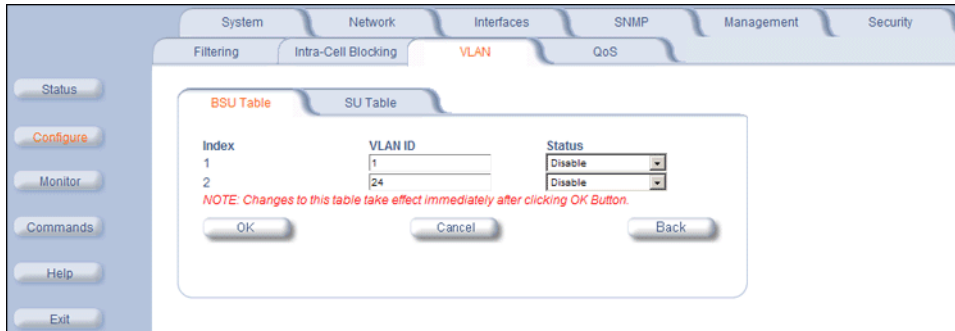 System Network Interfaces SNMP Management Security
Filtering Intra-Cell Blocking VLAN QoS
Status
Configure
Monitor
Commands
Help
Exit
BSU Table SU Table
Index VLAN ID Status
1 1 Disable
2 24 Disable
NOTE: Changes to this table take effect immediately after clicking OK Button.
OK Cancel Back